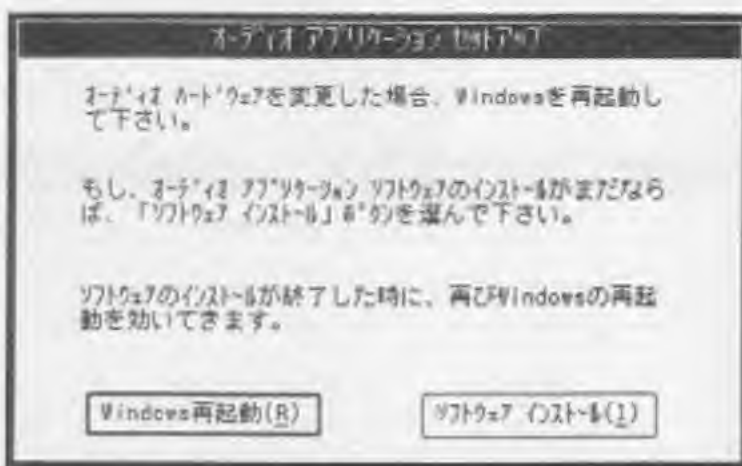 オーディオ アプリケーション セットアップ
オーディオ ハードウェアを変更した場合、Windowsを再起動し
て下さい。
もし、オーディオ アプリケーション ソフトウェアのインストールがまだなら
ば、「ソフトウェア インストール」ボタンを選んで下さい。
ソフトウェアのインストールが終了した時に、再びWindowsの再起
動を効いてきます。
Windows再起動(R)
ソフトウェア インストール(I)